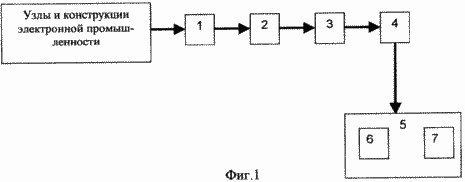 Узлы и конструкции
электронной промыш-
ленности
1
2
3
4
5
6
7
Фиг.1